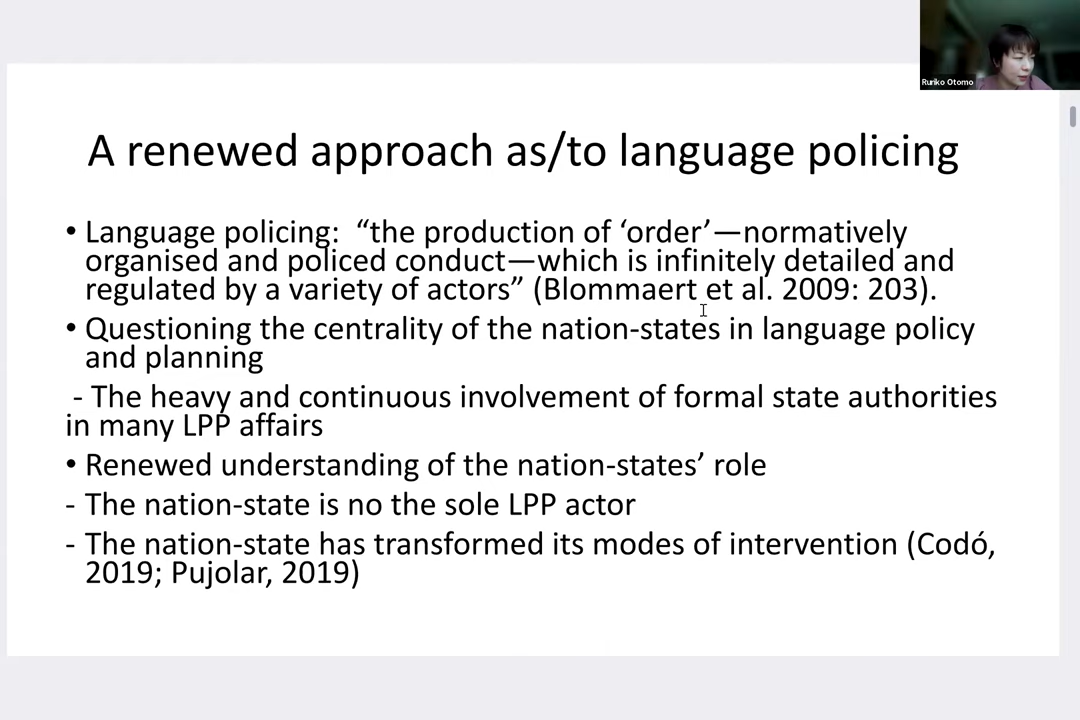 Ruriko Otomo
A renewed approach as/to language policing
• Language policing:  “the production of ‘order’—normatively
organised and policed conduct—which is infinitely detailed and
regulated by a variety of actors” (Blommaert et al. 2009: 203).
• Questioning the centrality of the nation-states in language policy
and planning
- The heavy and continuous involvement of formal state authorities
in many LPP affairs
• Renewed understanding of the nation-states’ role
- The nation-state is no the sole LPP actor
- The nation-state has transformed its modes of intervention (Codó,
2019; Pujolar, 2019)